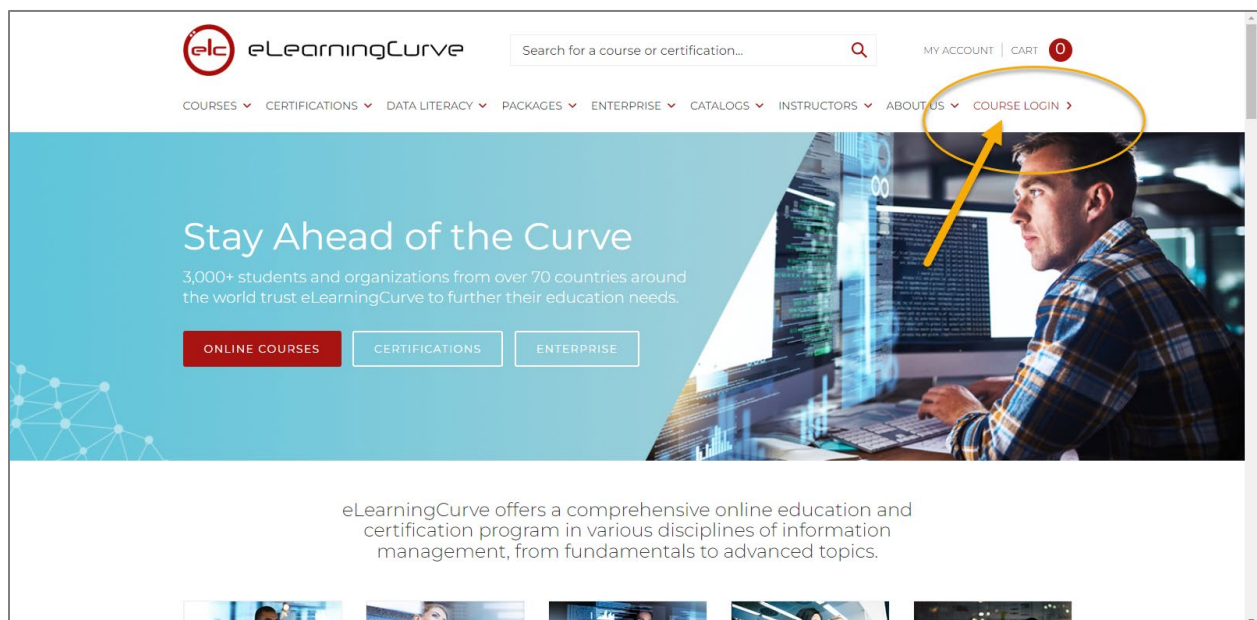 elc eLearningCurve
Search for a course or certification...
MY ACCOUNT | CART 0
COURSES CERTIFICATIONS DATA LITERACY PACKAGES ENTERPRISE CATALOGS INSTRUCTORS ABOUT US COURSE LOGIN
Stay Ahead of the Curve
3,000+ students and organizations from over 70 countries around
the world trust eLearningCurve to further their education needs.
ONLINE COURSES CERTIFICATIONS ENTERPRISE
eLearningCurve offers a comprehensive online education and
certification program in various disciplines of information
management, from fundamentals to advanced topics.